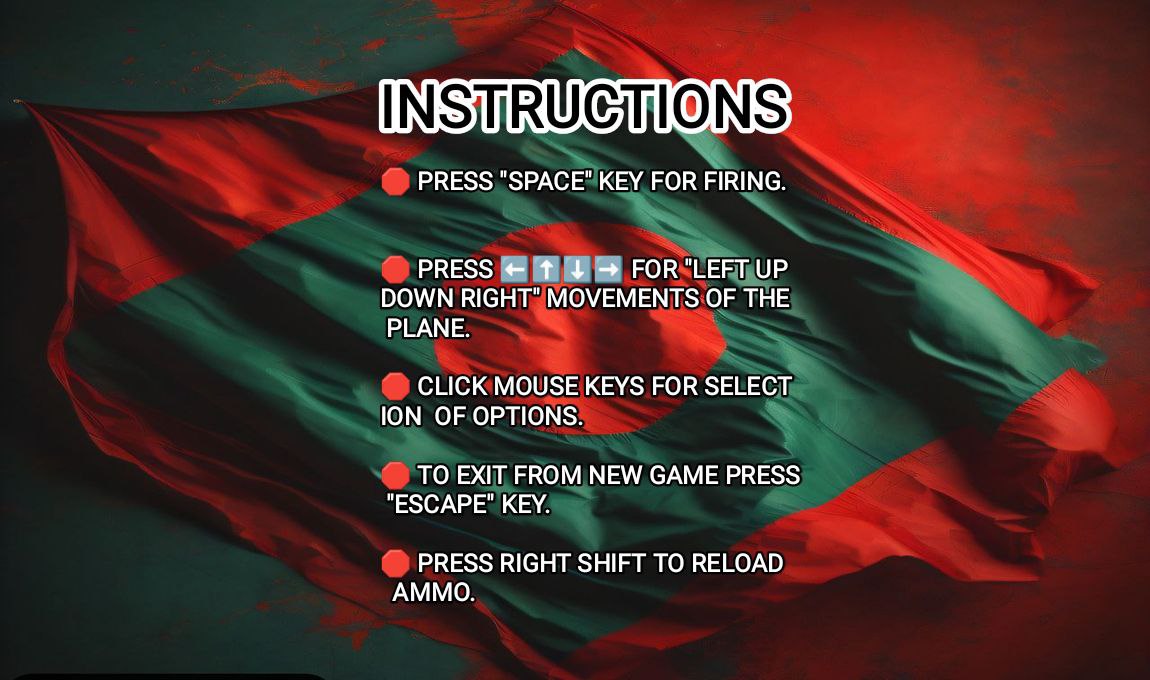 INSTRUCTIONS
🛑 PRESS "SPACE" KEY FOR FIRING.
🛑 PRESS ⬅️⬆️⬇️➡️ FOR "LEFT UP
DOWN RIGHT" MOVEMENTS OF THE
PLANE.
🛑 CLICK MOUSE KEYS FOR SELECT
ION OF OPTIONS.
🛑 TO EXIT FROM NEW GAME PRESS
"ESCAPE" KEY.
🛑 PRESS RIGHT SHIFT TO RELOAD
AMMO.